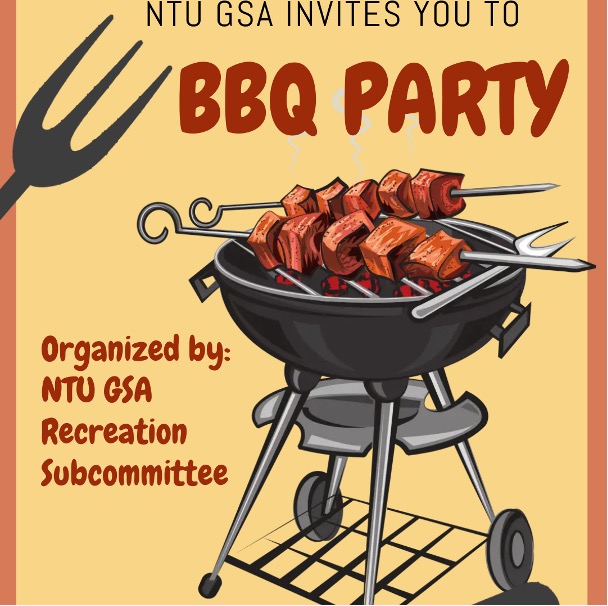 NTU GSA INVITES YOU TO
BBQ PARTY
Organized by:
NTU GSA
Recreation
Subcommittee